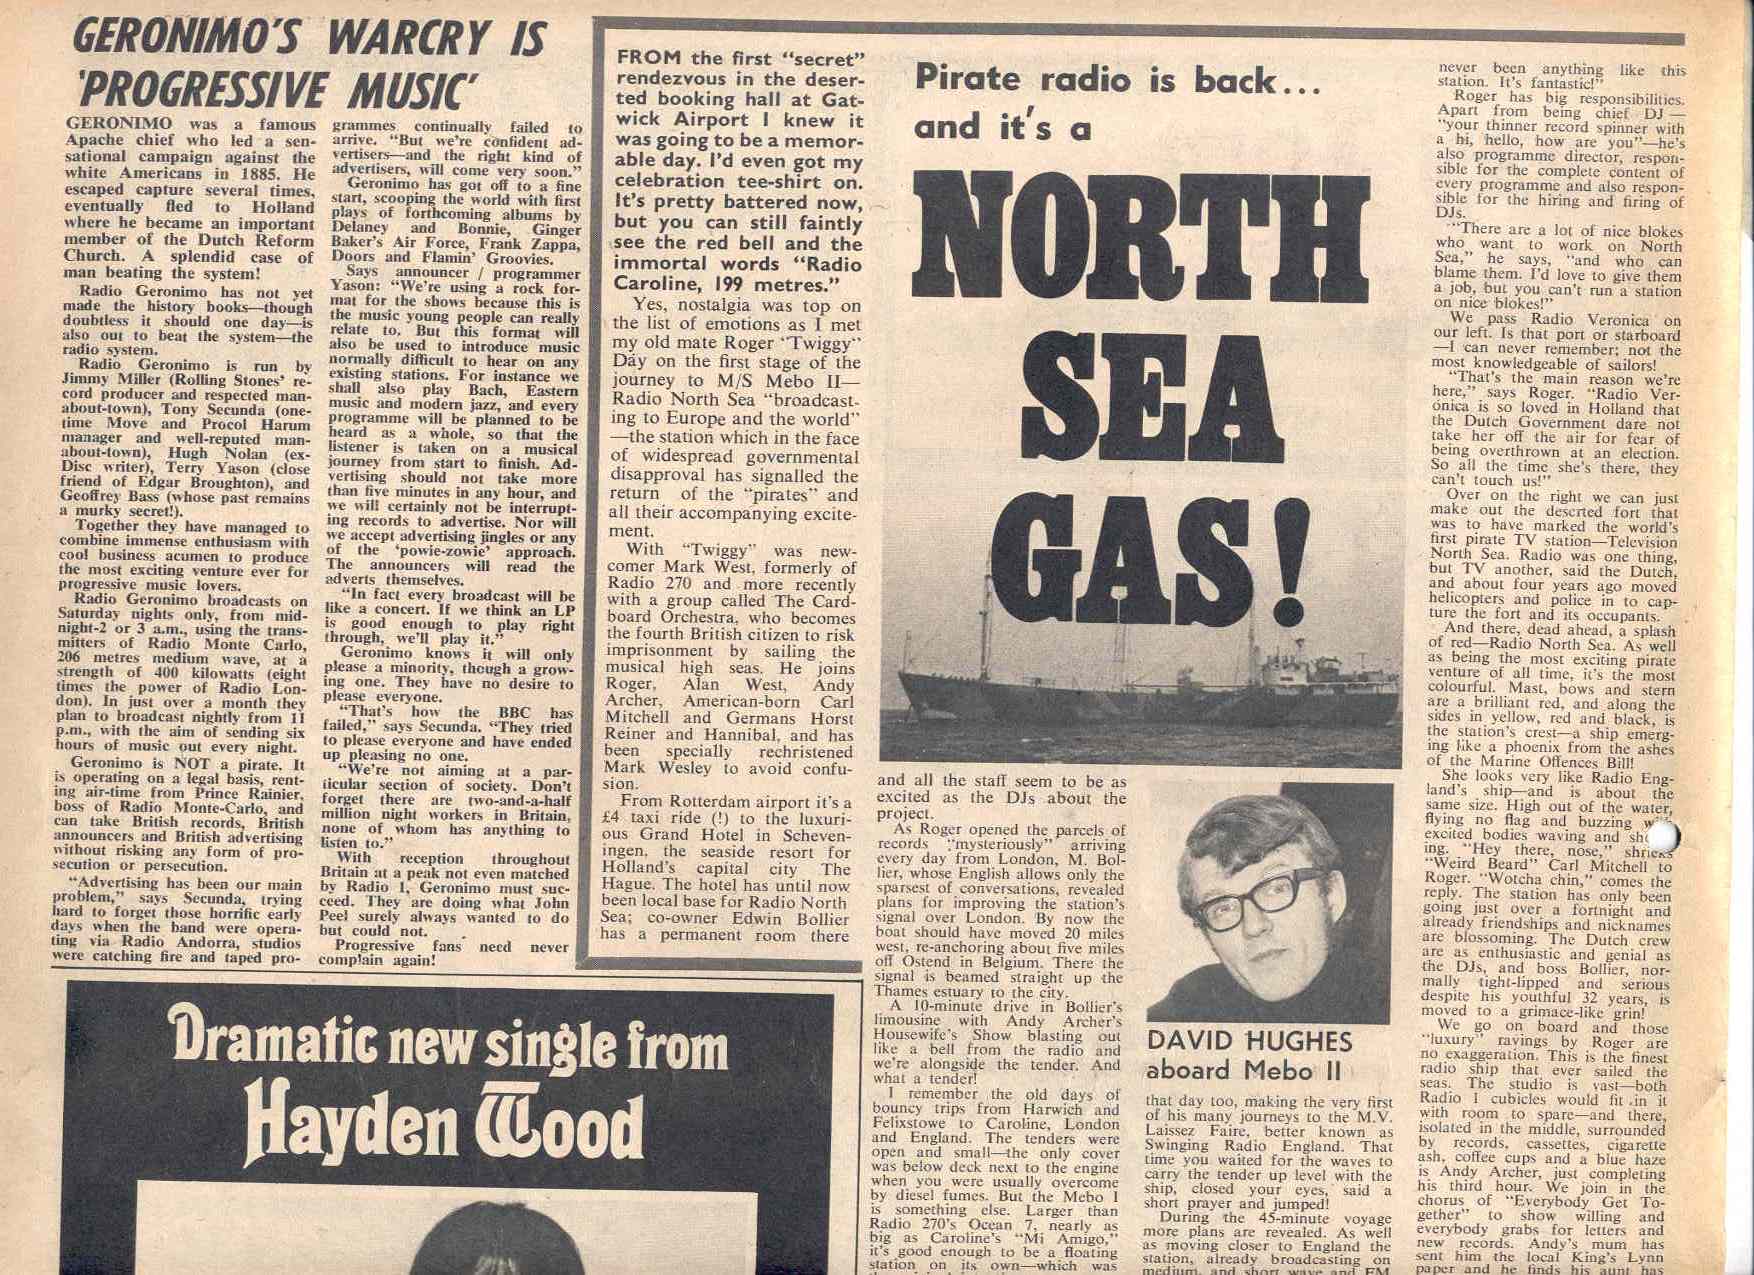 GERONIMO'S WARCRY IS
'PROGRESSIVE MUSIC'
GERONIMO was a famous
Apache chief who led a sen-
sational campaign against the
white Americans in 1885. He
escaped capture several times,
eventually fled to Holland
where he became an important
member of the Dutch Reform
Church. A splendid case of
man beating the system!
Radio Geronimo has not yet
made the history books—though
doubtless it should one day—is
also out to beat the system—the
radio system.
Radio Geronimo is run by
Jimmy Miller (Rolling Stones' re-
cord producer and respected man-
about-town), Tony Secunda (one-
time Move and Procol Harum
manager and well-reputed man-
about-town), Hugh Nolan (ex-
Disc writer), Terry Yason (close
friend of Edgar Broughton), and
Geoffrey Bass (whose past remains
a murky secret!).
Together they have managed to
combine immense enthusiasm with
cool business acumen to produce
the most exciting venture ever for
progressive music lovers.
Radio Geronimo broadcasts on
Saturday nights only, from mid-
night-2 or 3 a.m., using the trans-
mitters of Radio Monte Carlo,
206 metres medium wave, at a
strength of 400 kilowatts (eight
times the power of Radio Lon-
don). In just over a month they
plan to broadcast nightly from 11
p.m., with the aim of sending six
hours of music out every night.
Geronimo is NOT a pirate. It
is operating on a legal basis, rent-
ing air-time from Prince Rainier,
boss of Radio Monte-Carlo, and
can take British records, British
announcers and British advertising
without risking any form of pro-
secution or persecution.
"Advertising has been our main
problem," says Secunda, trying
hard to forget those horrific early
days when the band were opera-
ting via Radio Andorra, studios
were catching fire and taped pro-
grammes continually failed to
arrive. "But we're confident ad-
vertisers—and the right kind of
advertisers, will come very soon."
Geronimo has got off to a fine
start, scooping the world with first
plays of forthcoming albums by
Delaney and Bonnie, Ginger
Baker's Air Force, Frank Zappa,
Doors and Flamin' Groovies.
Says announcer / programmer
Yason: "We're using a rock for-
mat for the shows because this is
the music young people can really
relate to. But this format will
also be used to introduce music
normally difficult to hear on any
existing stations. For instance we
shall also play Bach, Eastern
music and modern jazz, and every
programme will be planned to be
heard as a whole, so that the
listener is taken on a musical
journey from start to finish. Ad-
vertising should not take more
than five minutes in any hour, and
we will certainly not be interrupt-
ing records to advertise. Nor will
we accept advertising jingles or any
of the 'powie-zowie' approach.
The announcers will read the
adverts themselves.
"In fact every broadcast will be
like a concert. If we think an LP
is good enough to play right
through, we'll play it."
Geronimo knows it will only
please a minority, though a grow-
ing one. They have no desire to
please everyone.
"That's how the BBC has
failed," says Secunda. "They tried
to please everyone and have ended
up pleasing no one.
"We're not aiming at a par-
ticular section of society. Don't
forget there are two-and-a-half
million night workers in Britain,
none of whom has anything to
listen to."
With reception throughout
Britain at a peak not even matched
by Radio 1, Geronimo must suc-
ceed. They are doing what John
Peel surely always wanted to do
but could not.
Progressive fans need never
complain again!
Dramatic new single from
Hayden Wood
FROM the first "secret"
rendezvous in the deser-
ted booking hall at Gat-
wick Airport I knew it
was going to be a memor-
able day. I'd even got my
celebration tee-shirt on.
It's pretty battered now,
but you can still faintly
see the red bell and the
immortal words "Radio
Caroline, 199 metres."
Yes, nostalgia was top on
the list of emotions as I met
my old mate Roger 'Twiggy"
Day on the first stage of the
journey to M/S Mebo II—
Radio North Sea "broadcast-
ing to Europe and the world"
—the station which in the face
of widespread governmental
disapproval has signalled the
return of the "pirates" and
all their accompanying excite-
ment.
With "Twiggy" was new-
comer Mark West, formerly of
Radio 270 and more recently
with a group called The Card-
board Orchestra, who becomes
the fourth British citizen to risk
imprisonment by sailing the
musical high seas. He joins
Roger, Alan West, Andy
Archer, American-born Carl
Mitchell and Germans Horst
Reiner and Hannibal, and has
been specially rechristened
Mark Wesley to avoid confu-
sion.
From Rotterdam airport it's a
£4 taxi ride (!) to the luxuri-
ous Grand Hotel in Scheven-
ingen, the seaside resort for
Holland's capital city The
Hague. The hotel has until now
been local base for Radio North
Sea; co-owner Edwin Bollier
has a permanent room there
Pirate radio is back...
and it's a
NORTH
SEA
GAS!
and all the staff seem to be as
excited as the DJs about the
project.
As Roger opened the parcels of
records "mysteriously" arriving
every day from London, M. Bol-
lier, whose English allows only the
sparsest of conversations, revealed
plans for improving the station's
signal over London. By now the
boat should have moved 20 miles
west, re-anchoring about five miles
off Ostend in Belgium. There the
signal is beamed straight up the
Thames estuary to the city.
A 10-minute drive in Bollier's
limousine with Andy Archer's
Housewife's Show blasting out
like a bell from the radio and
we're alongside the tender. And
what a tender!
I remember the old days of
bouncy trips from Harwich and
Felixstowe to Caroline, London
and England. The tenders were
open and small—the only cover
was below deck next to the engine
when you were usually overcome
by diesel fumes. But the Mebo I
is something else. Larger than
Radio 270's Ocean 7, nearly as
big as Caroline's "Mi Amigo,"
it's good enough to be a floating
station on its own—which was
DAVID HUGHES
aboard Mebo II
that day too, making the very first
of his many journeys to the M.V.
Laissez Faire, better known as
Swinging Radio England. That
time you waited for the waves to
carry the tender up level with the
ship, closed your eyes, said a
short prayer and jumped!
During the 45-minute voyage
more plans are revealed. As well
as moving closer to England the
station, already broadcasting on
medium, and short wave and FM
never been anything like this
station. It's fantastic!"
Roger has big responsibilities.
Apart from being chief DJ—
"your thinner record spinner with
a hi, hello, how are you"—he's
also programme director, respon-
sible for the complete content of
every programme and also respon-
sible for the hiring and firing of
DJs.
"There are a lot of nice blokes
who want to work on North
Sea," he says, "and who can
blame them. I'd love to give them
a job, but you can't run a station
on nice blokes!"
We pass Radio Veronica on
our left. Is that port or starboard
—I can never remember; not the
most knowledgeable of sailors!
"That's the main reason we're
here," says Roger. "Radio Ver-
onica is so loved in Holland that
the Dutch Government dare not
take her off the air for fear of
being overthrown at an election.
So all the time she's there, they
can't touch us!"
Over on the right we can just
make out the deserted fort that
was to have marked the world's
first pirate TV station—Television
North Sea. Radio was one thing,
but TV another, said the Dutch,
and about four years ago moved
helicopters and police in to cap-
ture the fort and its occupants.
And there, dead ahead, a splash
of red—Radio North Sea. As well
as being the most exciting pirate
venture of all time, it's the most
colourful. Mast, bows and stern
are a brilliant red, and along the
sides in yellow, red and black, is
the station's crest—a ship emerg-
ing like a phoenix from the ashes
of the Marine Offences Bill!
She looks very like Radio Eng-
land's ship—and is about the
same size. High out of the water,
flying no flag and buzzing
excited bodies waving and
ing. "Hey there, nose," shrieks
"Weird Beard" Carl Mitchell to
Roger. "Wotcha chin," comes the
reply. The station has only been
going just over a fortnight and
already friendships and nicknames
are blossoming. The Dutch crew
are as enthusiastic and genial as
the DJs, and boss Bollier, nor-
mally tight-lipped and serious
despite his youthful 32 years, is
moved to a grimace-like grin!
We go on board and those
"luxury" ravings by Roger are
no exaggeration. This is the finest
radio ship that ever sailed the
seas. The studio is vast—both
Radio 1 cubicles would fit in it
with room to spare—and there,
isolated in the middle, surrounded
by records, cassettes, cigarette
ash, coffee cups and a blue haze
is Andy Archer, just completing
his third hour. We join in the
chorus of "Everybody Get To-
gether" to show willing and
everybody grabs for letters and
new records. Andy's mum has
sent him the local King's Lynn
paper and he finds his aunt has